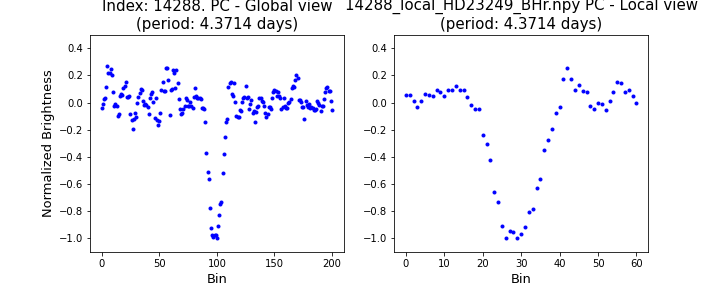 Index: 14288. PC - Global view
(period: 4.3714 days)
14288_local_HD23249_BHr.npy PC - Local view
(period: 4.3714 days)
Normalized Brightness
0.4
0.2
0.0
−0.2
−0.4
−0.6
−0.8
−1.0
0 50 100 150 200
Bin
0.4
0.2
0.0
−0.2
−0.4
−0.6
−0.8
−1.0
0 10 20 30 40 50 60
Bin